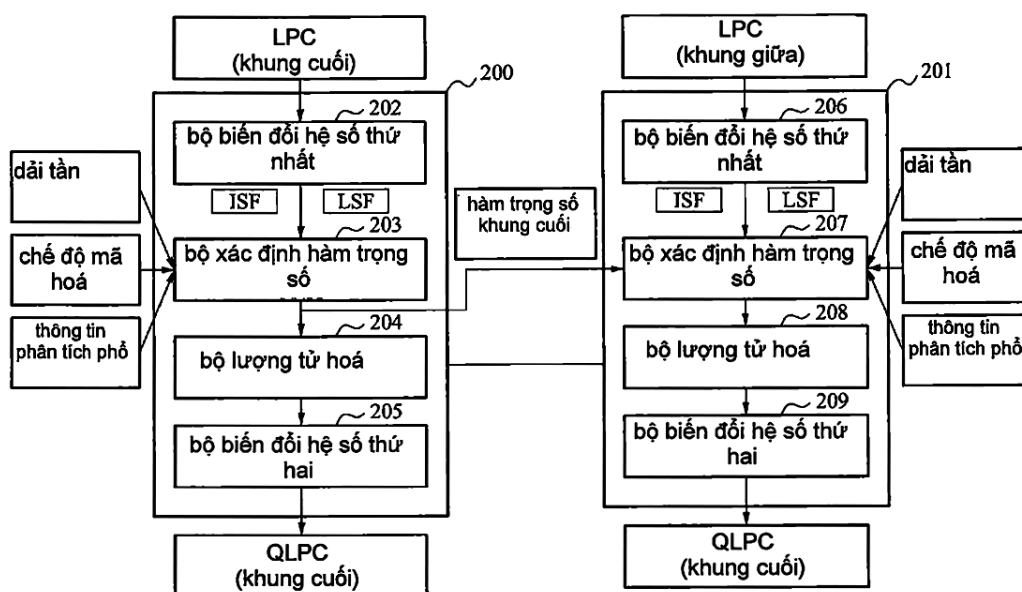 LPC
(khung cuối)
200
202
bộ biến đổi hệ số thứ
nhất
ISF
LSF
dải tần
chế độ mã
hoá
thông tin
phân tích phổ
203
bộ xác định hàm trọng
số
204
bộ lượng tử hoá
205
bộ biến đổi hệ số thứ
hai
QLPC
(khung cuối)
hàm trọng số
khung cuối
LPC
(khung giữa)
201
206
bộ biến đổi hệ số thứ
nhất
ISF
LSF
207
bộ xác định hàm trọng
số
dải tần
chế độ mã
hoá
thông tin
phân tích phổ
208
bộ lượng tử hoá
209
bộ biến đổi hệ số thứ
hai
QLPC
(khung cuối)